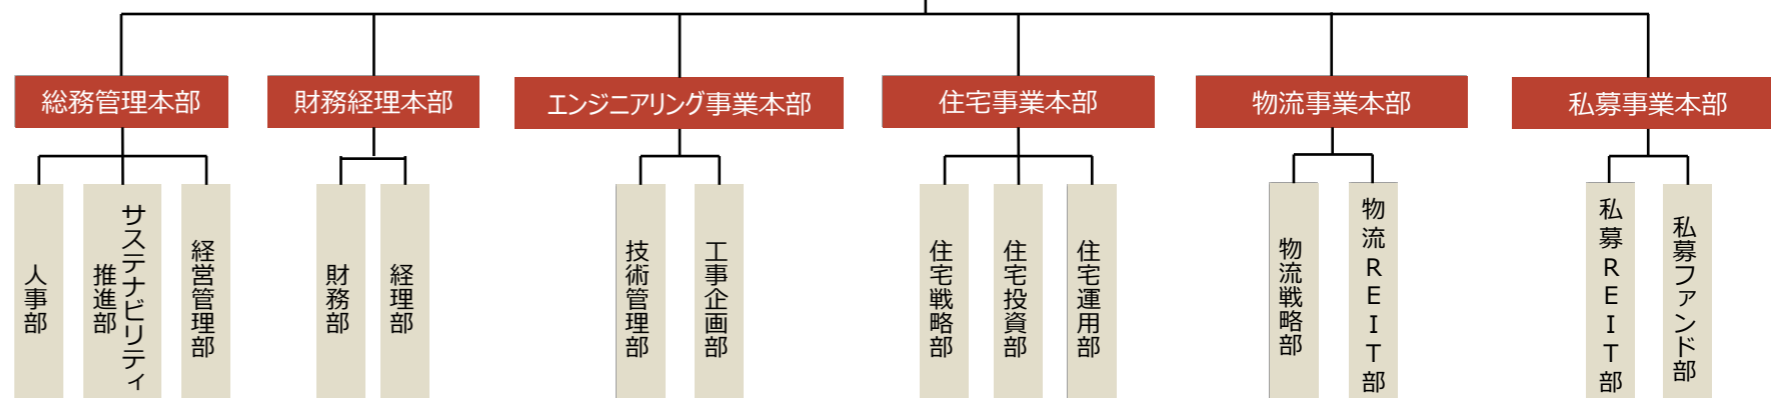 総務管理本部
財務経理本部
エンジニアリング事業本部
住宅事業本部
物流事業本部
私募事業本部
人事部
サステナビリティ
推進部
経営管理部
財務部
経理部
技術管理部
工事企画部
住宅戦略部
住宅投資部
住宅運用部
物流戦略部
物流REIT部
私募REIT部
私募ファンド部